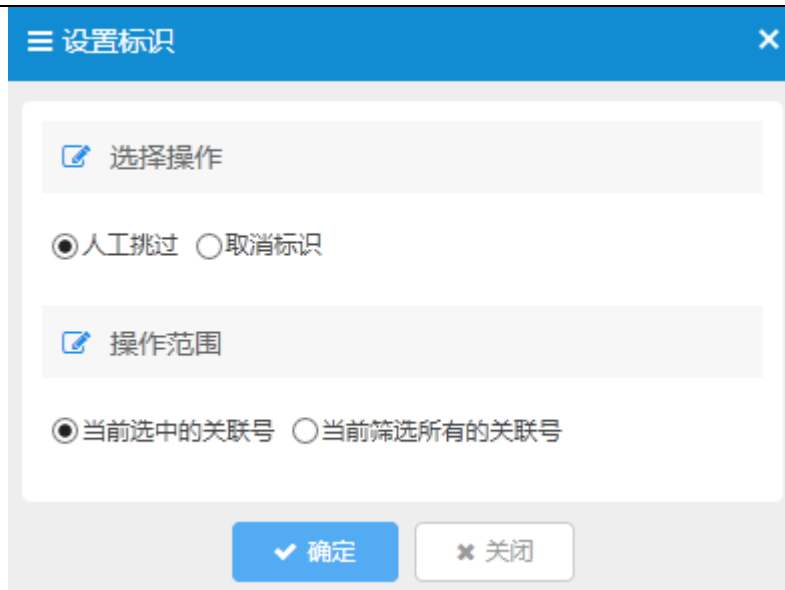 设置标识
选择操作
人工挑过 取消标识
操作范围
当前选中的关联号 当前筛选所有的关联号
确定 关闭